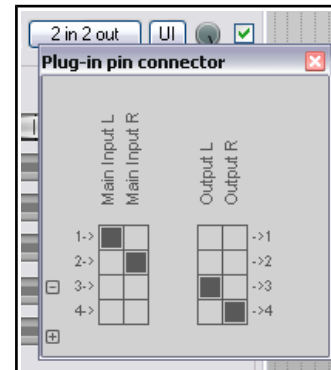 2 in 2 out UI
Plug-in pin connector
Main Input L
Main Input R
Output L
Output R
1->
2->
3->
4->
->1
->2
->3
->4